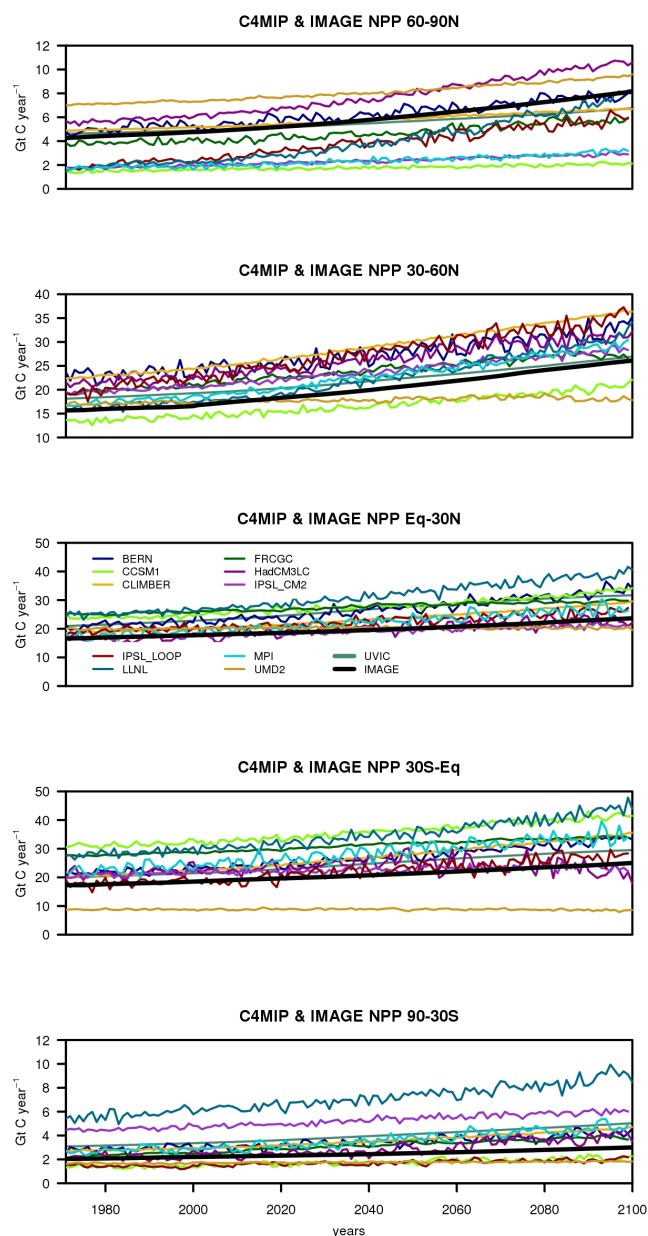 C4MIP & IMAGE NPP 60-90N
12
10
8
6
4
2
0
Gt C year⁻¹
C4MIP & IMAGE NPP 30-60N
40
35
30
25
20
15
10
Gt C year⁻¹
C4MIP & IMAGE NPP Eq-30N
50
40
30
20
10
0
Gt C year⁻¹
BERN FRCGC
CCSM1 HadCM3LC
CLIMBER IPSL_CM2
IPSL_LOOP MPI UVIC
LLNL UMD2 IMAGE
C4MIP & IMAGE NPP 30S-Eq
50
40
30
20
10
0
Gt C year⁻¹
C4MIP & IMAGE NPP 90-30S
12
10
8
6
4
2
0
Gt C year⁻¹
1980 2000 2020 2040 2060 2080 2100
years